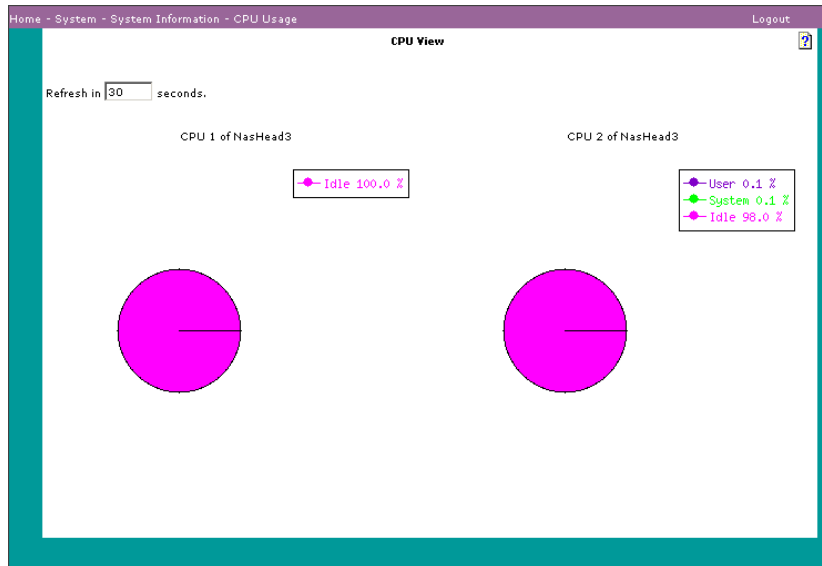 Home - System - System Information - CPU Usage
Logout
CPU View
?
Refresh in 30 seconds.
CPU 1 of NasHead3
CPU 2 of NasHead3
Idle 100.0 %
User 0.1 %
System 0.1 %
Idle 98.0 %